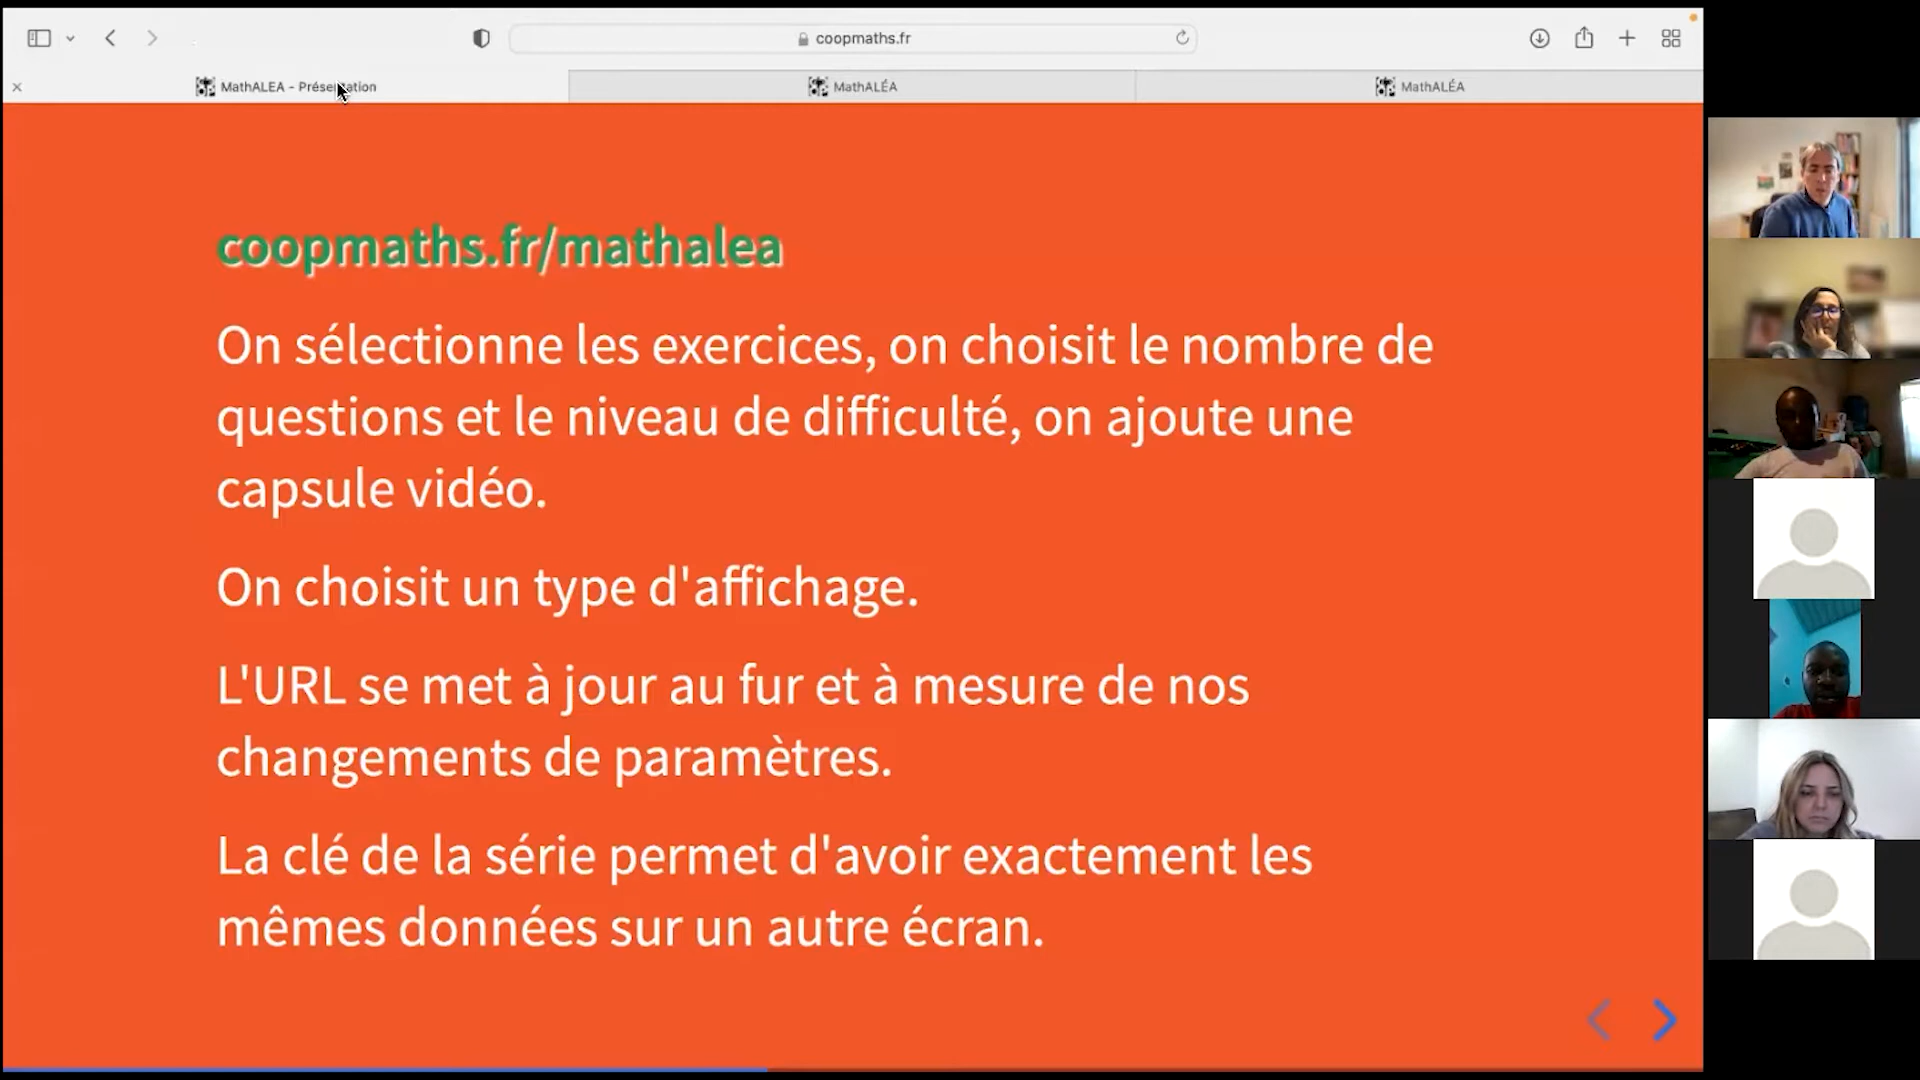 coopmaths.fr
MathALEA - Présentation
MathALÉA
MathALÉA
coopmaths.fr/mathalea
On sélectionne les exercices, on choisit le nombre de
questions et le niveau de difficulté, on ajoute une
capsule vidéo.
On choisit un type d'affichage.
L'URL se met à jour au fur et à mesure de nos
changements de paramètres.
La clé de la série permet d'avoir exactement les
mêmes données sur un autre écran.